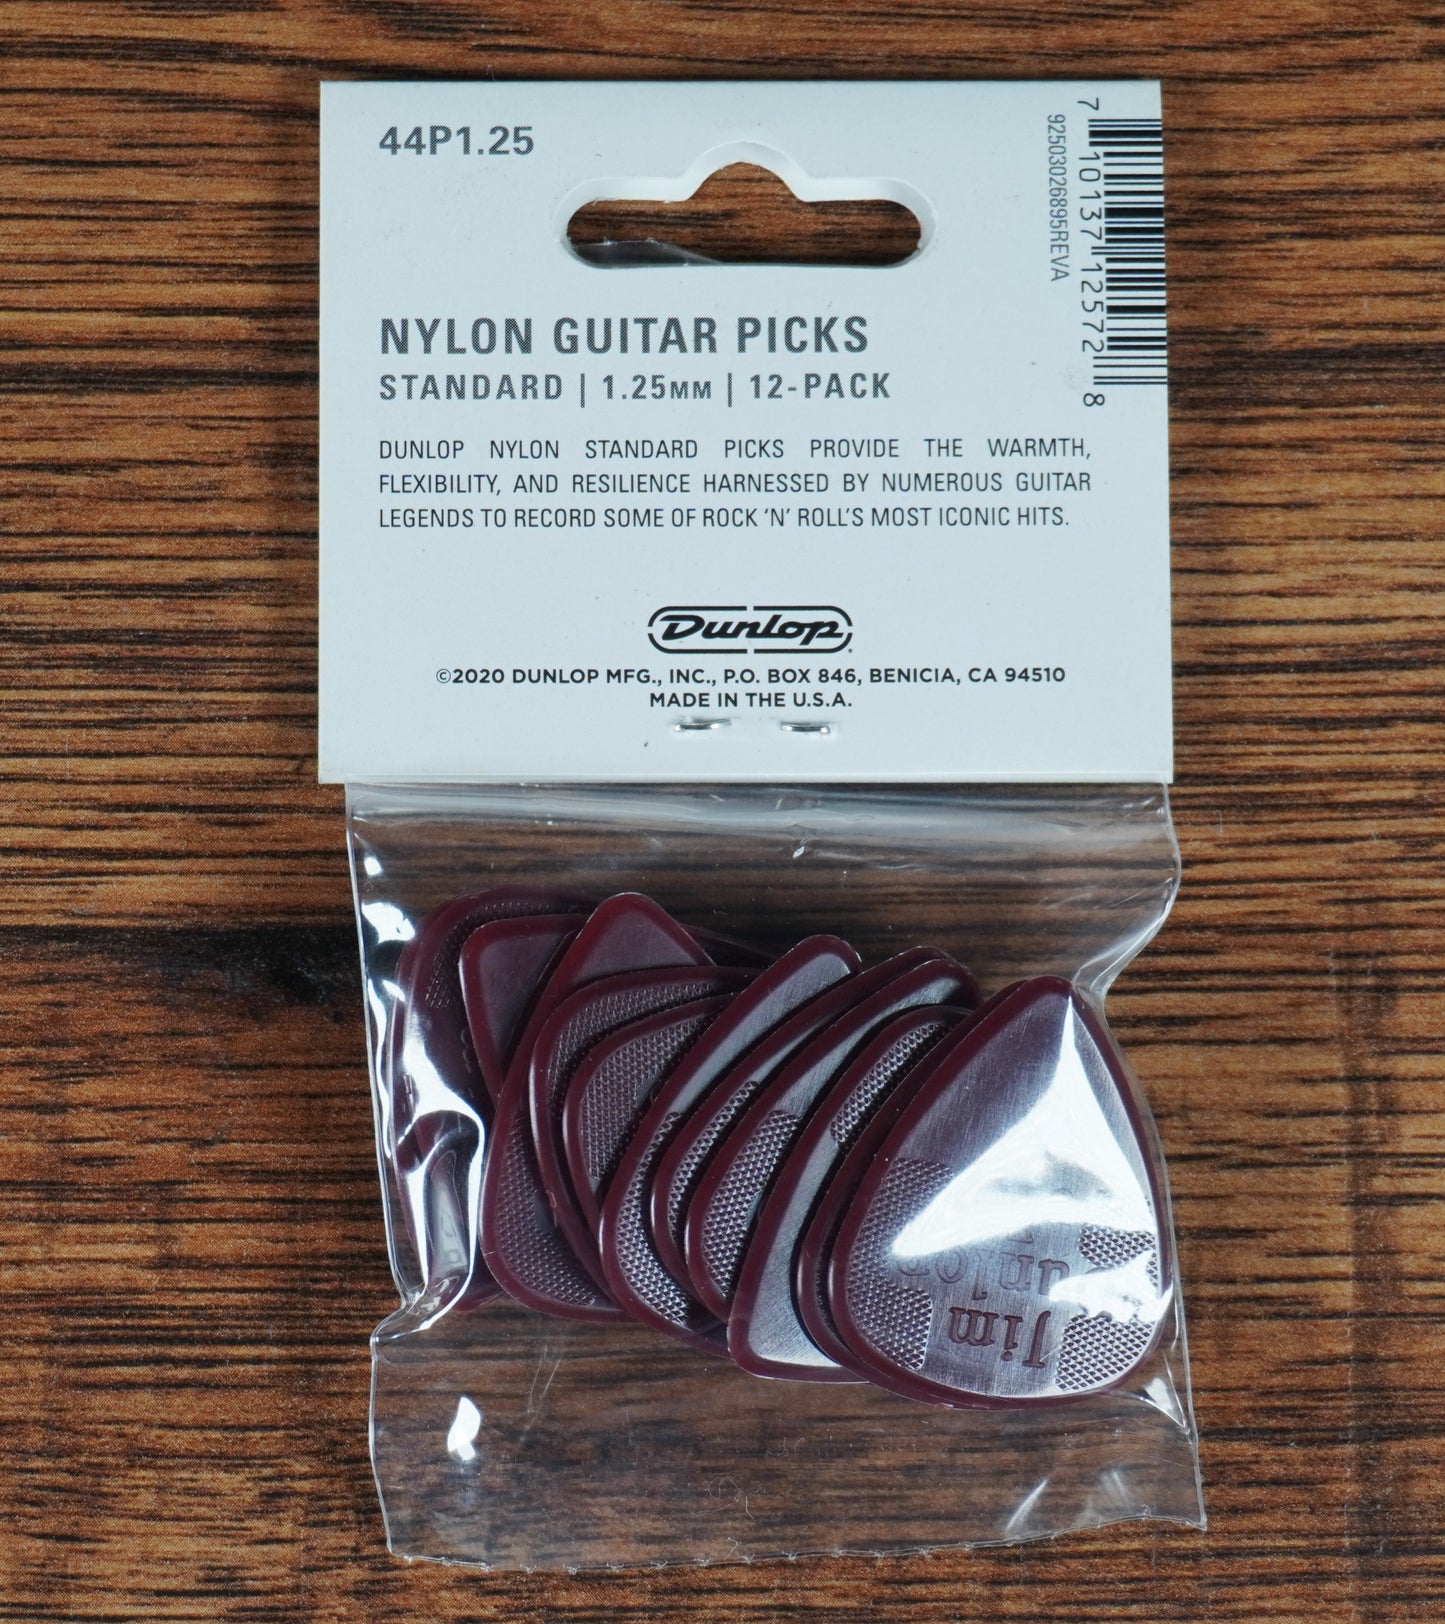 44P1.25
7 10137 12572 8
92503026895REVA
NYLON GUITAR PICKS
STANDARD | 1.25MM | 12-PACK
DUNLOP NYLON STANDARD PICKS PROVIDE THE WARMTH,
FLEXIBILITY, AND RESILIENCE HARNESSED BY NUMEROUS GUITAR
LEGENDS TO RECORD SOME OF ROCK 'N' ROLL'S MOST ICONIC HITS.
Dunlop
©2020 DUNLOP MFG., INC., P.O. BOX 846, BENICIA, CA 94510
MADE IN THE U.S.A.
Jim